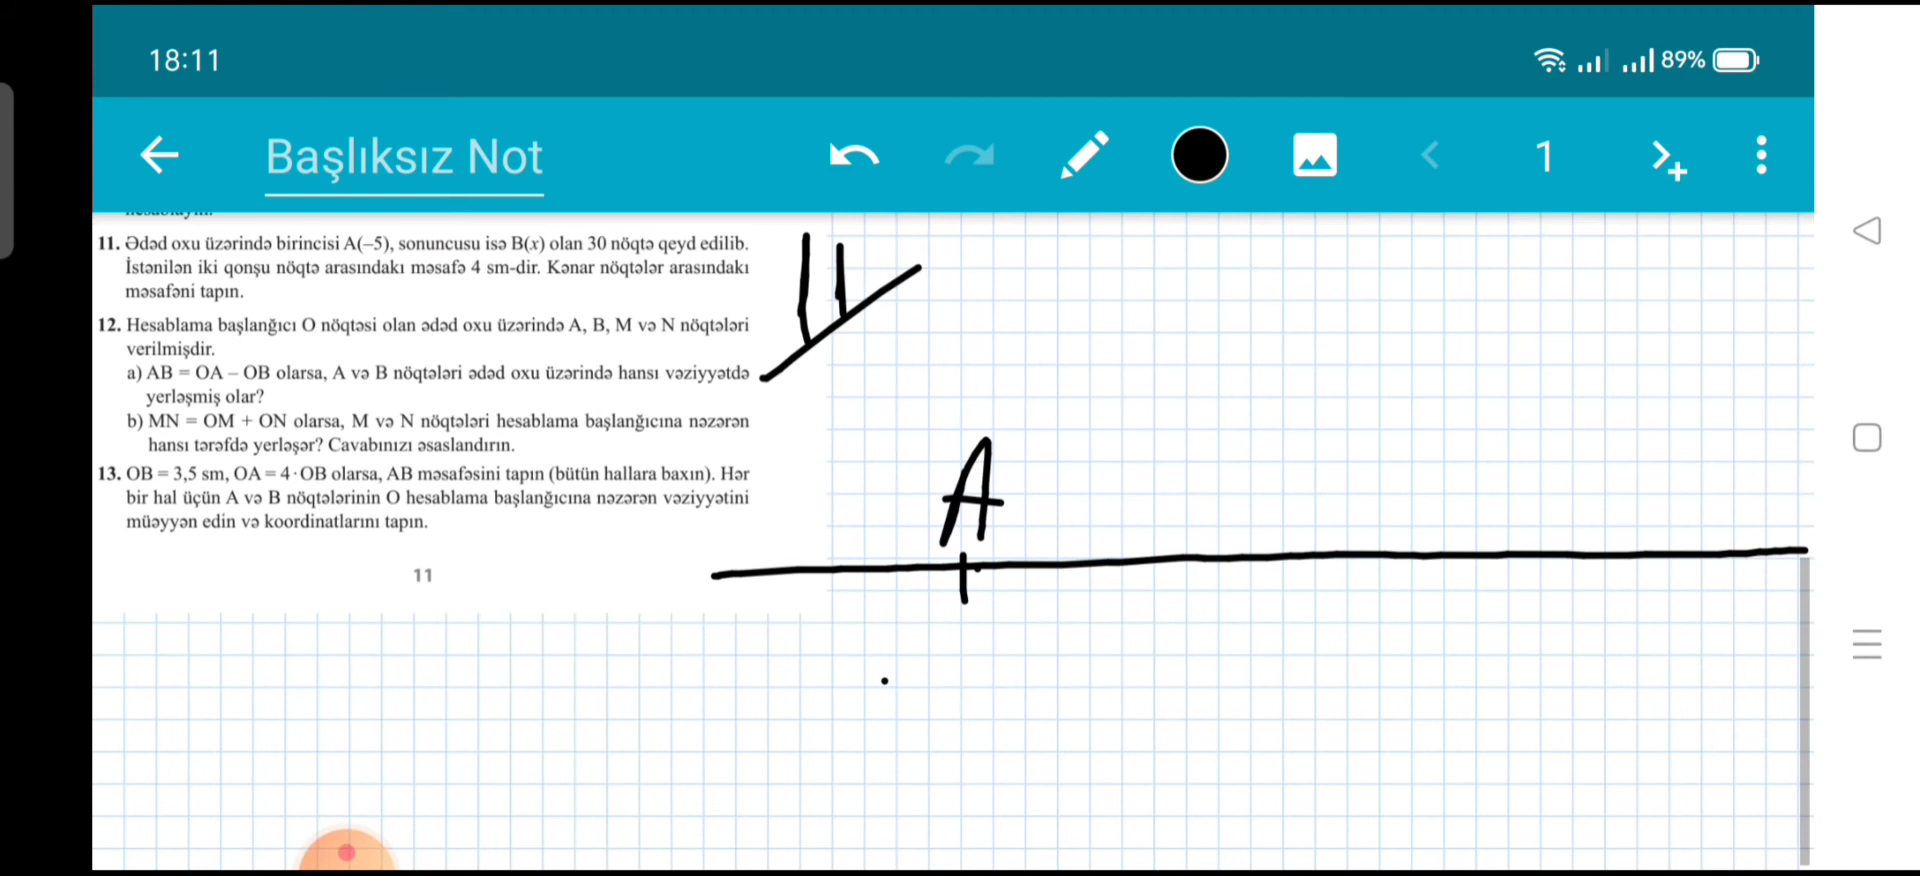 18:11
89%
Başlıksız Not
1
11. Ədəd oxu üzərində birincisi A(–5), sonuncusu isə B(x) olan 30 nöqtə qeyd edilib.
İstənilən iki qonşu nöqtə arasındakı məsafə 4 sm-dir. Kənar nöqtələr arasındakı
məsafəni tapın.
12. Hesablama başlanğıcı O nöqtəsi olan ədəd oxu üzərində A, B, M və N nöqtələri
verilmişdir.
a) AB = OA – OB olarsa, A və B nöqtələri ədəd oxu üzərində hansı vəziyyətdə
yerləşmiş olar?
b) MN = OM + ON olarsa, M və N nöqtələri hesablama başlanğıcına nəzərən
hansı tərəfdə yerləşər? Cavabınızı əsaslandırın.
13. OB = 3,5 sm, OA = 4 · OB olarsa, AB məsafəsini tapın (bütün hallara baxın). Hər
bir hal üçün A və B nöqtələrinin O hesablama başlanğıcına nəzərən vəziyyətini
müəyyən edin və koordinatlarını tapın.
11
A